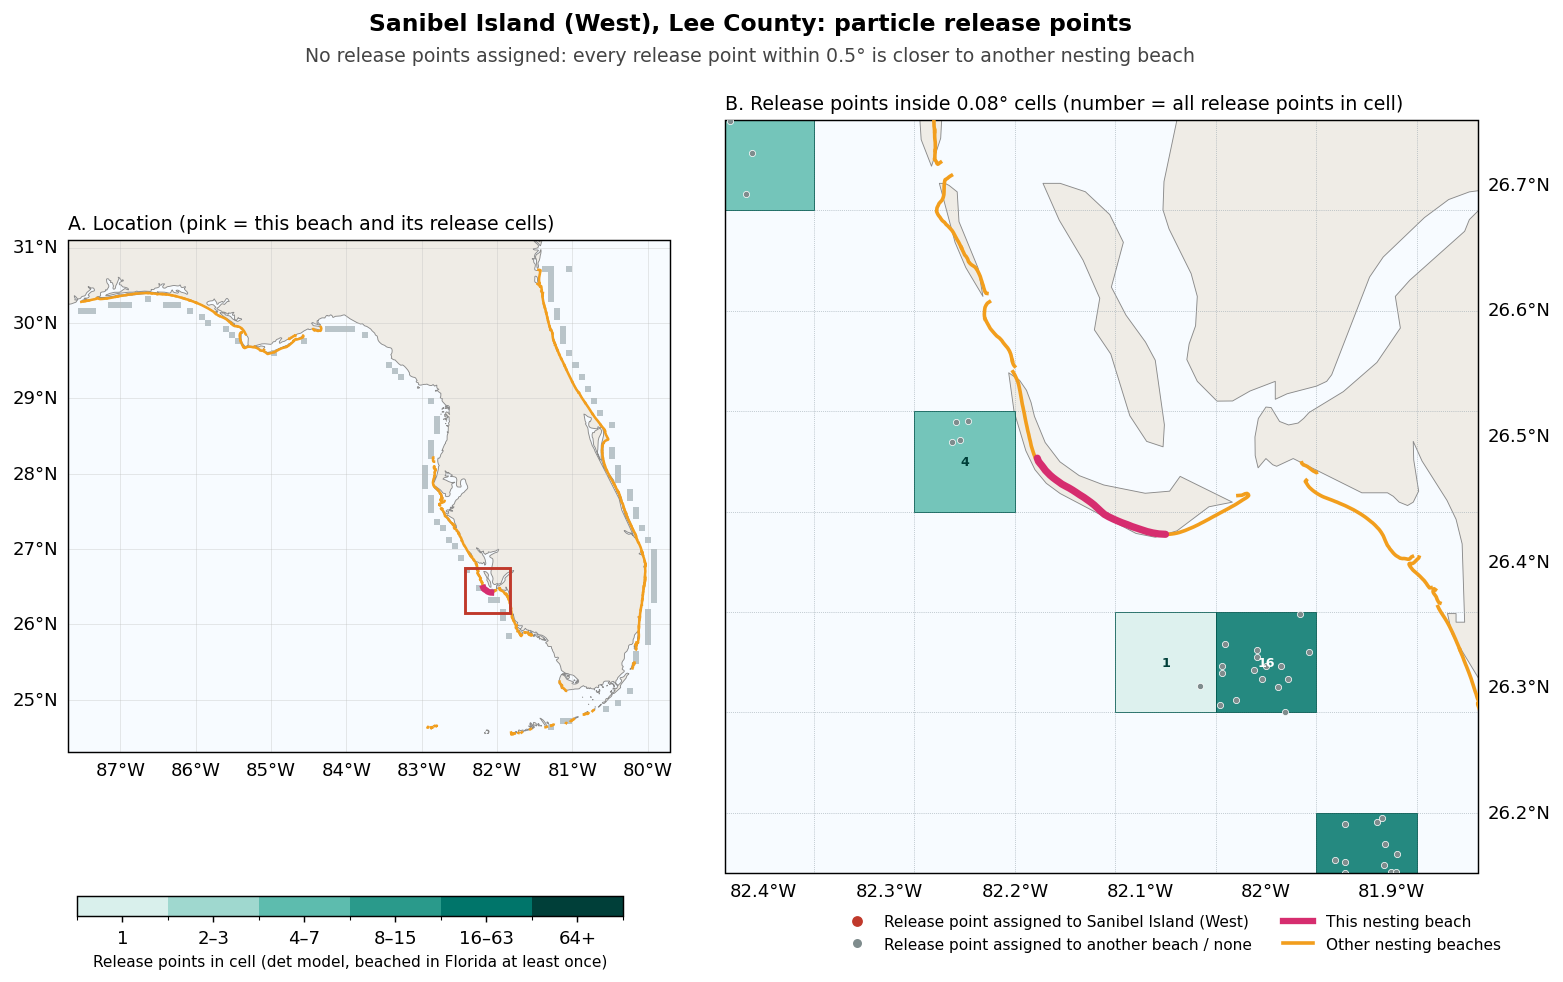 Sanibel Island (West), Lee County: particle release points
No release points assigned: every release point within 0.5° is closer to another nesting beach
A. Location (pink = this beach and its release cells)
31°N
30°N
29°N
28°N
27°N
26°N
25°N
87°W 86°W 85°W 84°W 83°W 82°W 81°W 80°W
1 2–3 4–7 8–15 16–63 64+
Release points in cell (det model, beached in Florida at least once)
B. Release points inside 0.08° cells (number = all release points in cell)
4
1
16
26.7°N
26.6°N
26.5°N
26.4°N
26.3°N
26.2°N
82.4°W 82.3°W 82.2°W 82.1°W 82°W 81.9°W
Release point assigned to Sanibel Island (West)
Release point assigned to another beach / none
This nesting beach
Other nesting beaches